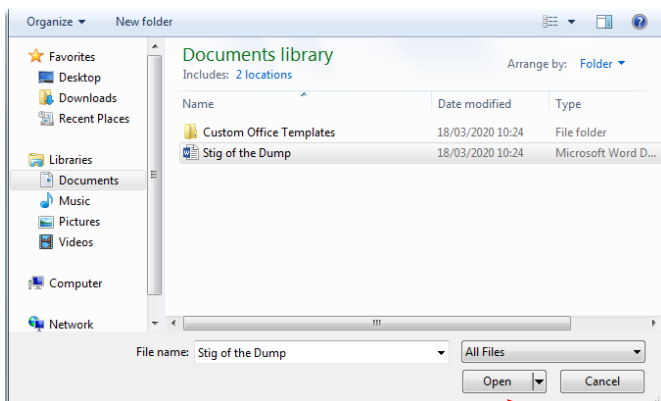 Organize New folder
Favorites
Desktop
Downloads
Recent Places
Libraries
Documents
Music
Pictures
Videos
Computer
Network
Documents library
Includes: 2 locations
Arrange by: Folder
Name Date modified Type
Custom Office Templates 18/03/2020 10:24 File folder
Stig of the Dump 18/03/2020 10:24 Microsoft Word D...
File name: Stig of the Dump All Files
Open Cancel